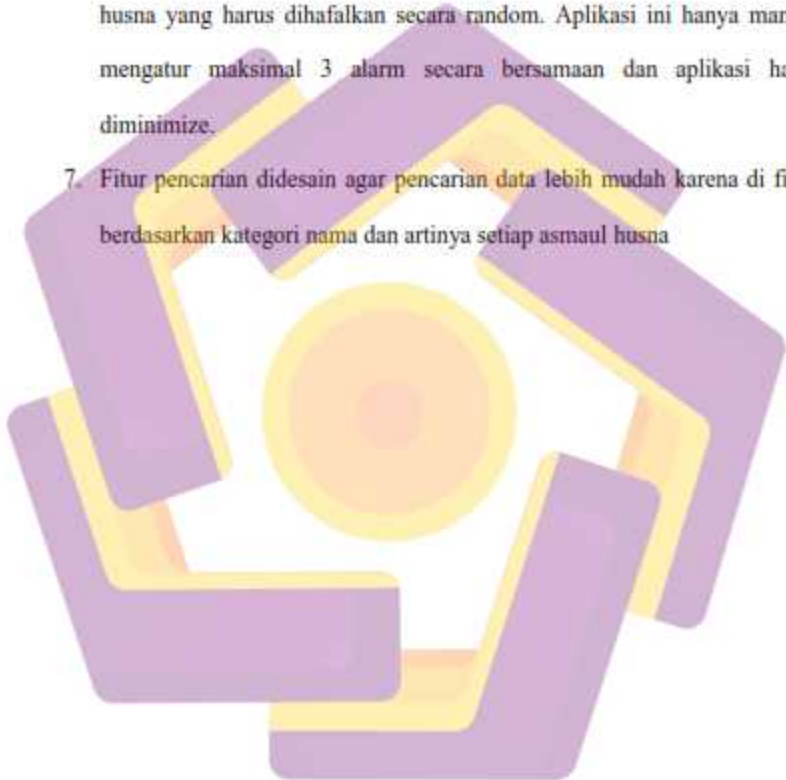 husna yang harus dihafalkan secara random. Aplikasi ini hanya
mengatur maksimal 3 alarm secara bersamaan dan aplikasi
diminimize.
7. Fitur pencarian didesain agar pencarian data lebih mudah karena di
berdasarkan kategori nama dan artinya setiap asmaul husna